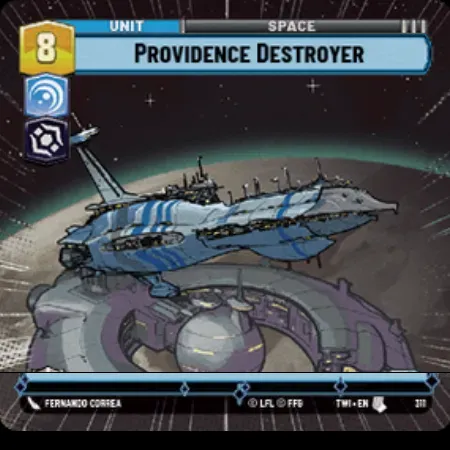 UNIT SPACE
8 PROVIDENCE DESTROYER
FERNANDO CORREA © LFL © FFG TWI • EN 311